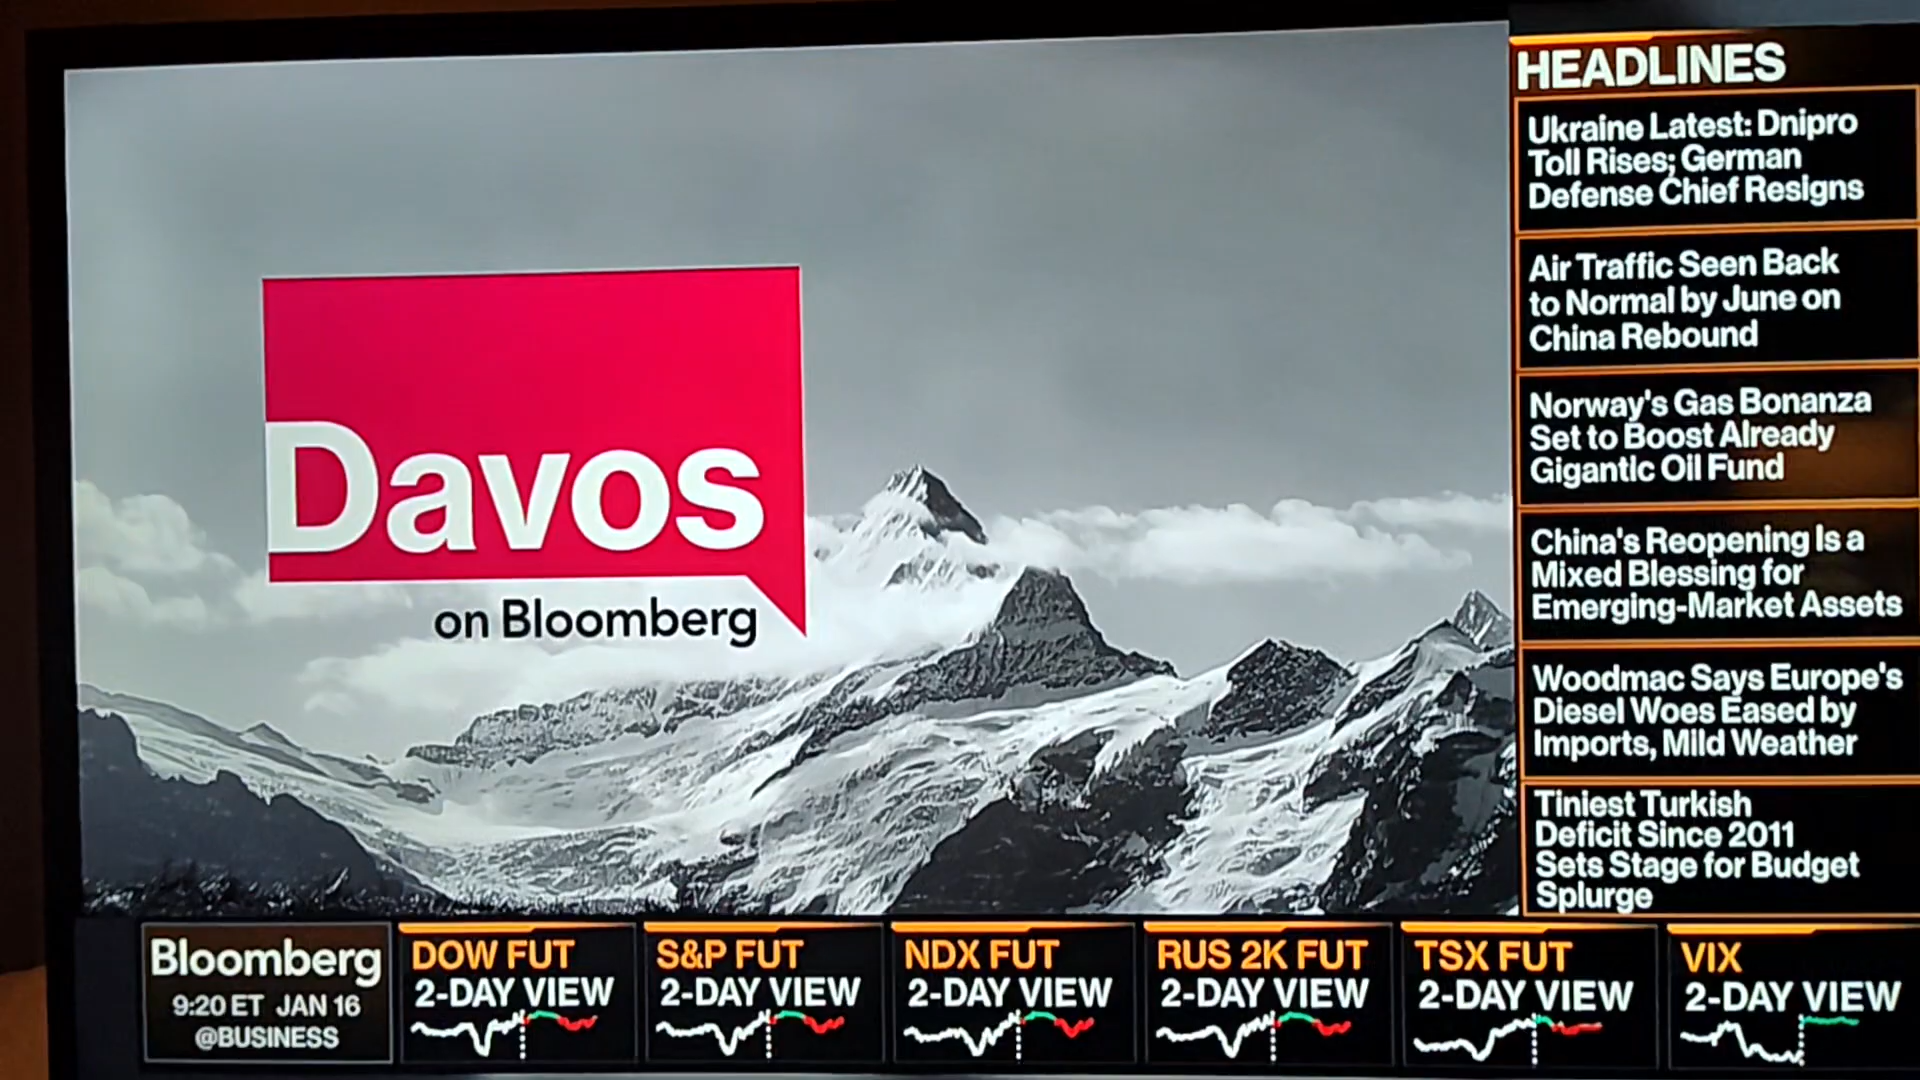 Davos
on Bloomberg
HEADLINES
Ukraine Latest: Dnipro
Toll Rises; German
Defense Chief Resigns
Air Traffic Seen Back
to Normal by June on
China Rebound
Norway's Gas Bonanza
Set to Boost Already
Gigantic Oil Fund
China's Reopening Is a
Mixed Blessing for
Emerging-Market Assets
Woodmac Says Europe's
Diesel Woes Eased by
Imports, Mild Weather
Tiniest Turkish
Deficit Since 2011
Sets Stage for Budget
Splurge
Bloomberg
9:20 ET JAN 16
@BUSINESS
DOW FUT
2-DAY VIEW
S&P FUT
2-DAY VIEW
NDX FUT
2-DAY VIEW
RUS 2K FUT
2-DAY VIEW
TSX FUT
2-DAY VIEW
VIX
2-DAY VIEW